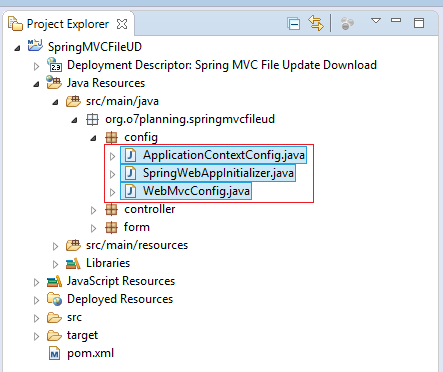 Project Explorer
SpringMVCFileUD
2.3 Deployment Descriptor: Spring MVC File Update Download
Java Resources
src/main/java
org.o7planning.springmvcfileud
config
J ApplicationContextConfig.java
J SpringWebAppInitializer.java
J WebMvcConfig.java
controller
form
src/main/resources
Libraries
JavaScript Resources
Deployed Resources
src
target
M pom.xml